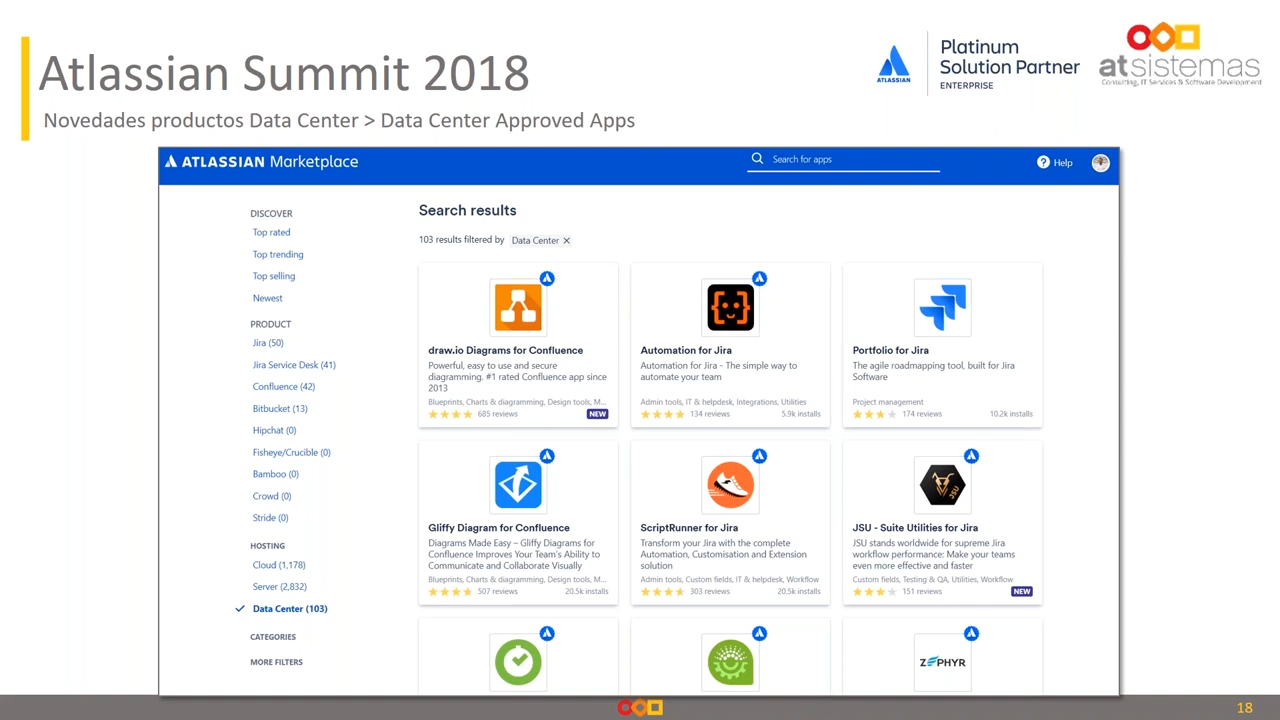 Atlassian Summit 2018
Novedades productos Data Center > Data Center Approved Apps
ATLASSIAN
Platinum
Solution Partner
ENTERPRISE
atsistemas
Consulting, IT Services & Software Development
ATLASSIAN Marketplace
Search for apps
Help
DISCOVER
Top rated
Top trending
Top selling
Newest
PRODUCT
Jira (50)
Jira Service Desk (41)
Confluence (42)
Bitbucket (13)
Hipchat (0)
Fisheye/Crucible (0)
Bamboo (0)
Crowd (0)
Stride (0)
HOSTING
Cloud (1,178)
Server (2,832)
Data Center (103)
CATEGORIES
MORE FILTERS
Search results
103 results filtered by Data Center
draw.io Diagrams for Confluence
Powerful, easy to use and secure
diagramming. #1 rated Confluence app since
2013
Blueprints, Charts & diagramming, Design tools, M...
685 reviews
NEW
Automation for Jira
Automation for Jira - The simple way to
automate your team
Admin tools, IT & helpdesk, Integrations, Utilities
134 reviews
5.9k installs
Portfolio for Jira
The agile roadmapping tool, built for Jira
Software
Project management
174 reviews
10.2k installs
Gliffy Diagram for Confluence
Diagrams Made Easy – Gliffy Diagrams for
Confluence Improves Your Team's Ability to
Communicate and Collaborate Visually
Blueprints, Charts & diagramming, Design tools, M...
507 reviews
20.5k installs
ScriptRunner for Jira
Transform your Jira with the complete
Automation, Customisation and Extension
solution
Admin tools, Custom fields, IT & helpdesk, Workflow
303 reviews
20.5k installs
JSU
JSU - Suite Utilities for Jira
JSU stands worldwide for supreme Jira
workflow performance: Make your teams
even more effective and faster
Custom fields, Testing & QA, Utilities, Workflow
151 reviews
NEW
ZEPHYR
18